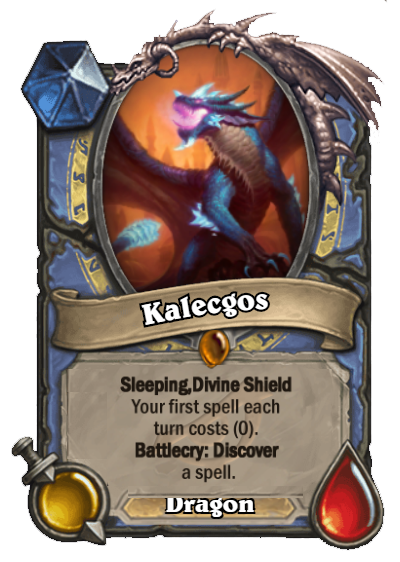 Kalecgos
Sleeping,Divine Shield
Your first spell each
turn costs (0).
Battlecry: Discover
a spell.
Dragon